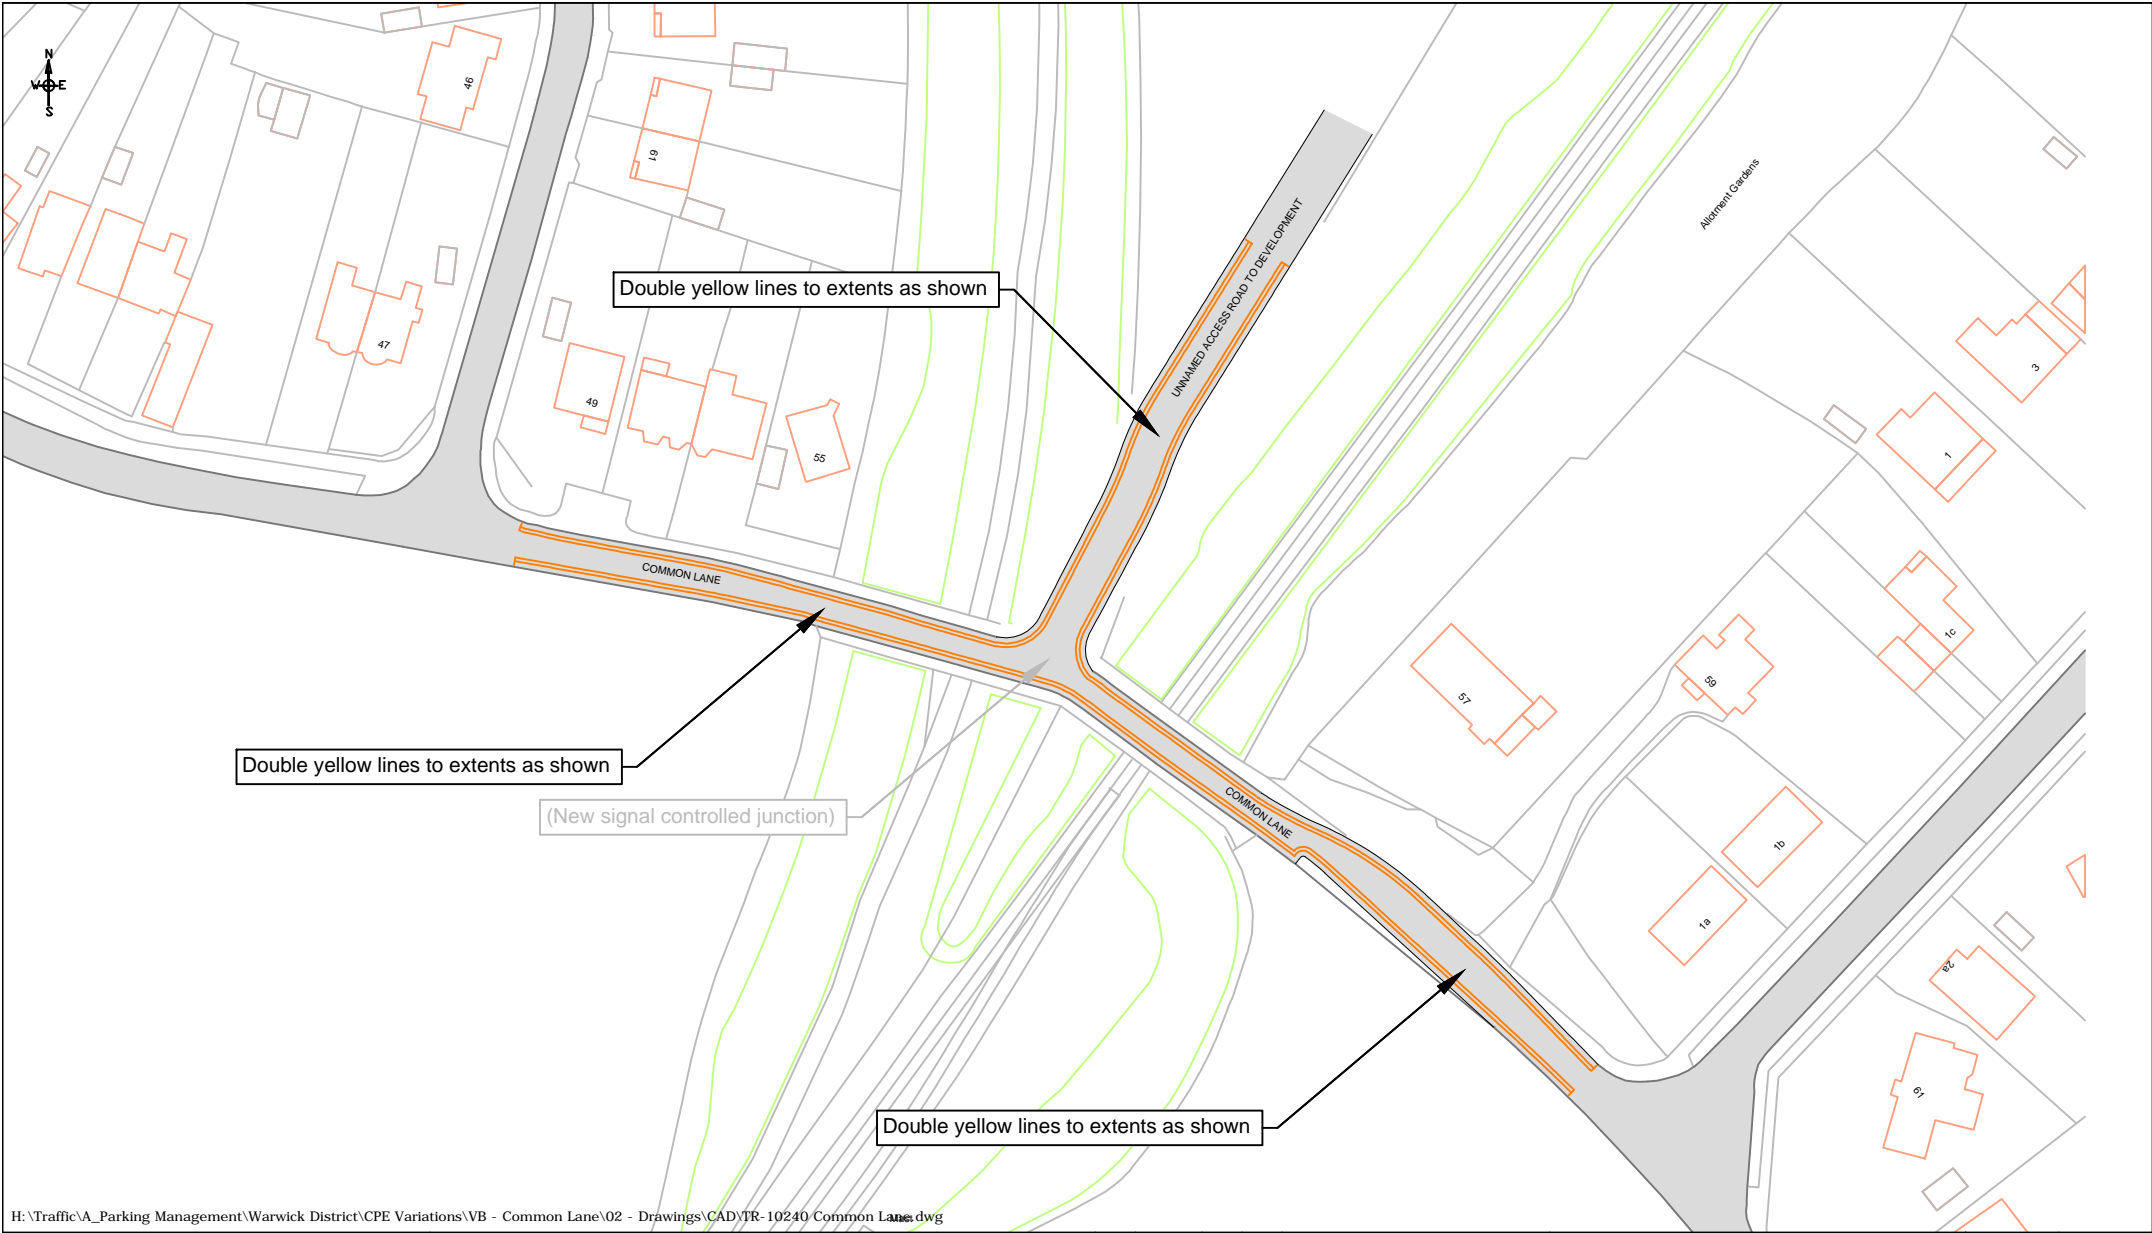 N
W E
S
46
61
Allotment Gardens
UNNAMED ACCESS ROAD TO DEVELOPMENT
Double yellow lines to extents as shown
47
49
55
3
1
COMMON LANE
1c
57
59
Double yellow lines to extents as shown
(New signal controlled junction)
COMMON LANE
1b
1a
2a
61
Double yellow lines to extents as shown
H:\Traffic\A_Parking Management\Warwick District\CPE Variations\VB - Common Lane\02 - Drawings\CAD\TR-10240 Common Lane.dwg